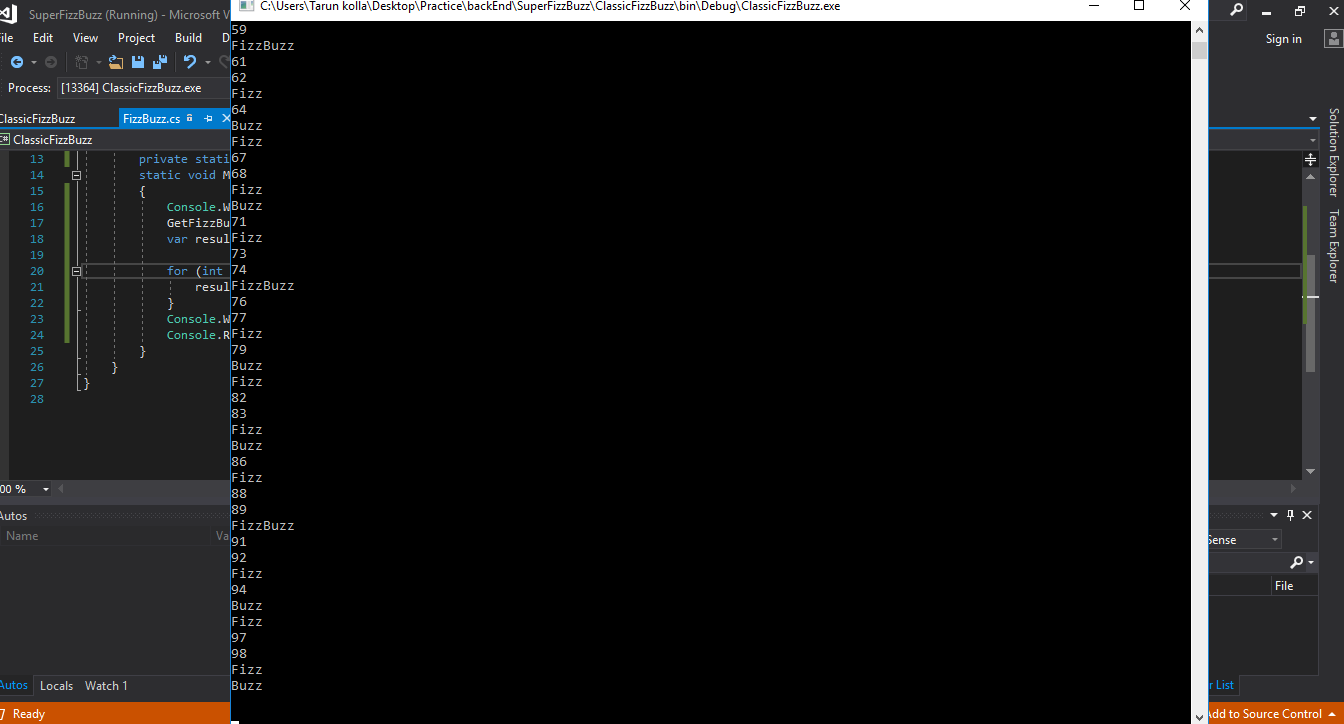 SuperFizzBuzz (Running) - Microsoft V
C:\Users\Tarun kolla\Desktop\Practice\backEnd\SuperFizzBuzz\ClassicFizzBuzz\bin\Debug\ClassicFizzBuzz.exe
File Edit View Project Build D
Sign in
Process: [13364] ClassicFizzBuzz.exe
ClassicFizzBuzz FizzBuzz.cs
C# ClassicFizzBuzz
13 private stati
14 static void M
15 {
16 Console.W
17 GetFizzBu
18 var resul
19
20 for (int
21 resul
22 }
23 Console.W
24 Console.R
25 }
26 }
27 }
28
00 %
Autos
Name Va
Autos Locals Watch 1
Ready
59
FizzBuzz
61
62
Fizz
64
Buzz
Fizz
67
68
Fizz
Buzz
71
Fizz
73
74
FizzBuzz
76
77
Fizz
79
Buzz
Fizz
82
83
Fizz
Buzz
86
Fizz
88
89
FizzBuzz
91
92
Fizz
94
Buzz
Fizz
97
98
Fizz
Buzz
Solution Explorer
Team Explorer
Sense
File
r List
Add to Source Control